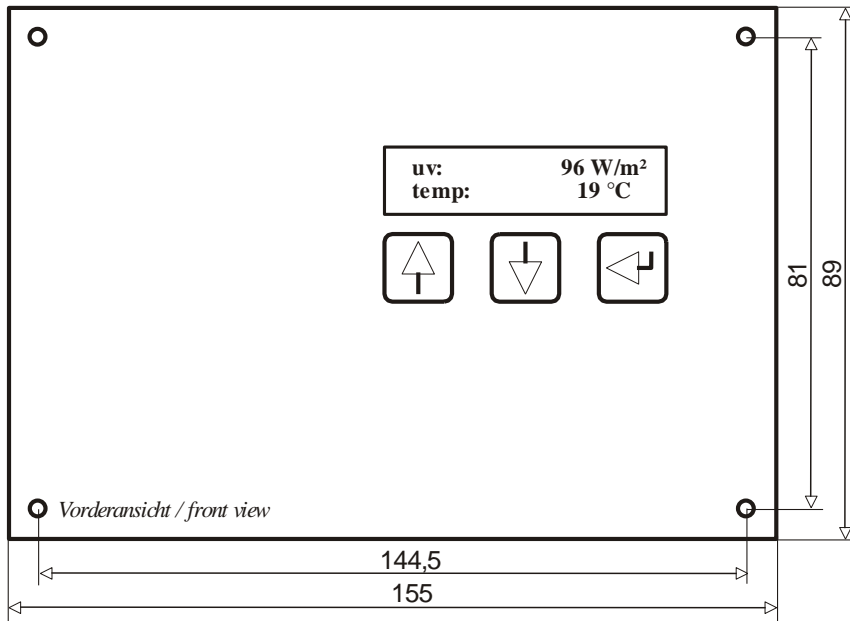 uv: 96 W/m²
temp: 19 °C
81
89
Vorderansicht / front view
144,5
155